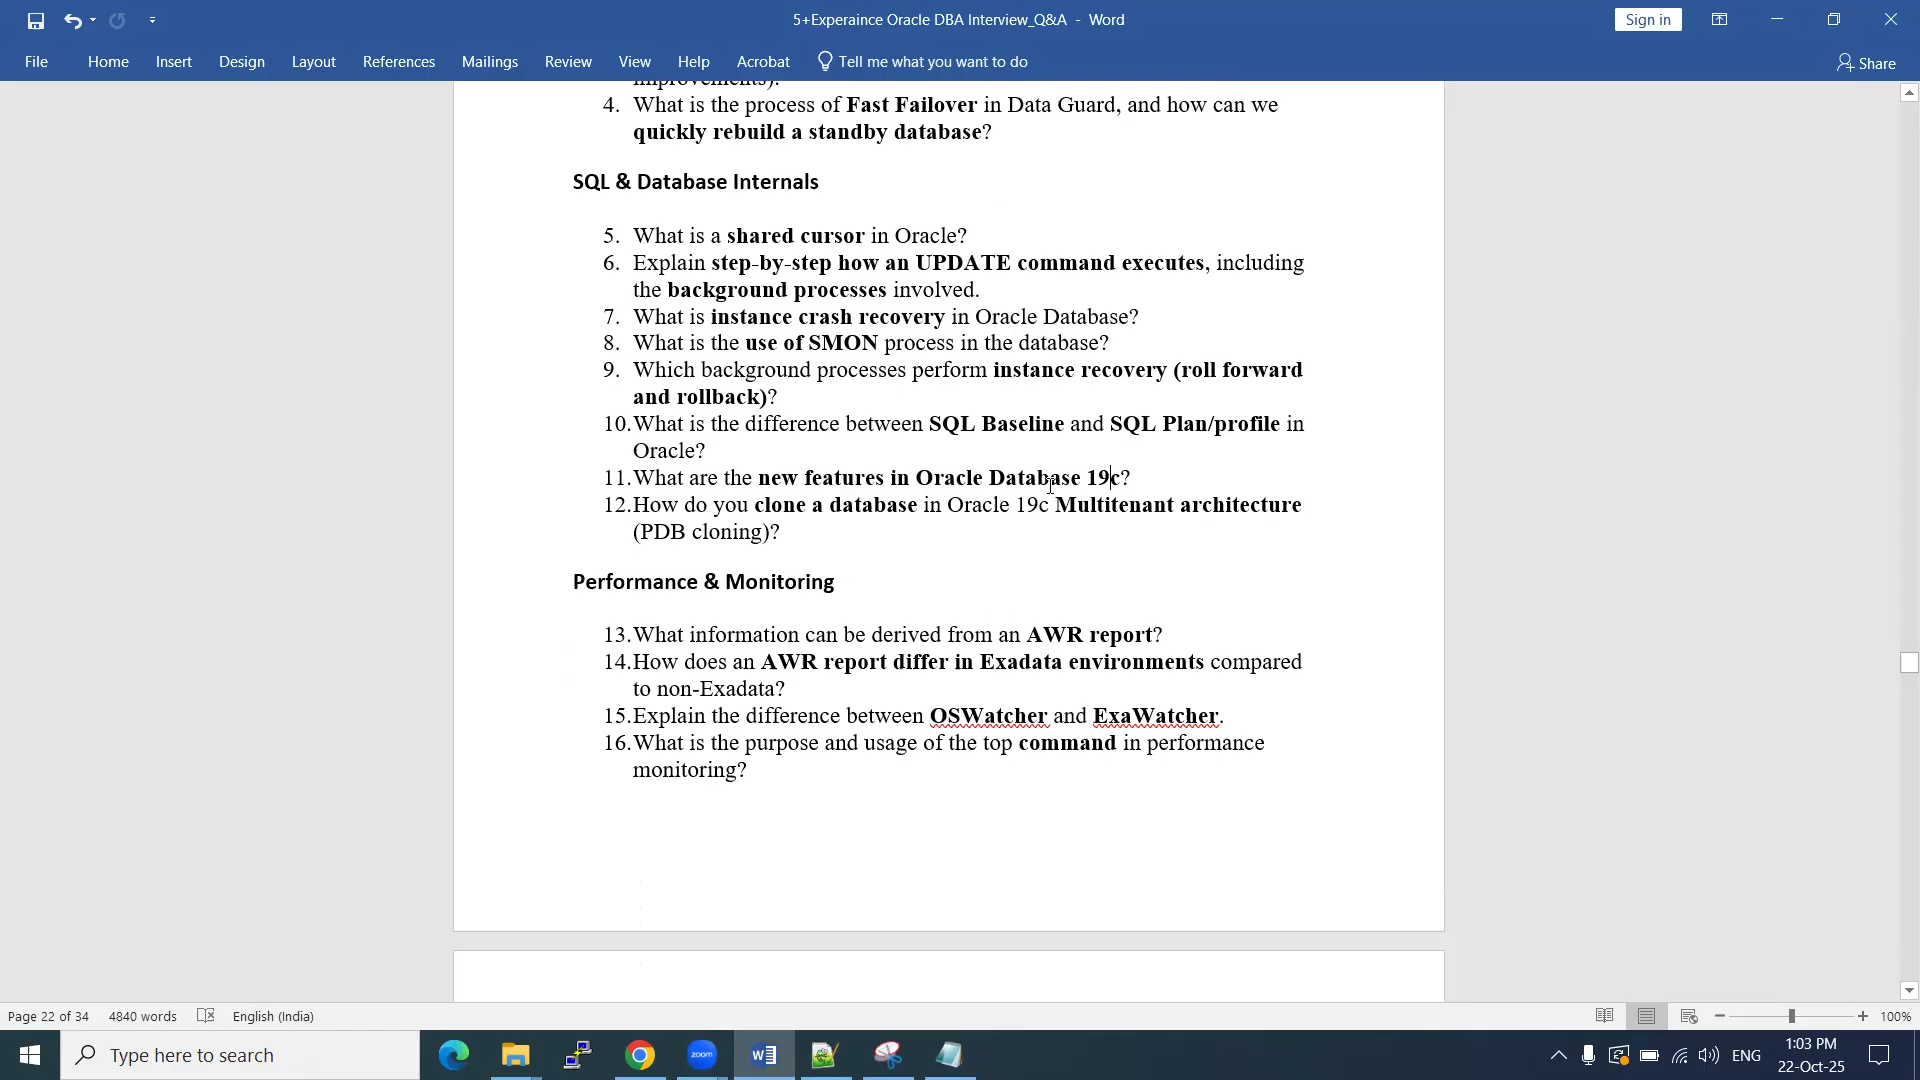 5+Experaince Oracle DBA Interview_Q&A - Word
Sign in
File Home Insert Design Layout References Mailings Review View Help Acrobat Tell me what you want to do
Share
improvements).
4. What is the process of Fast Failover in Data Guard, and how can we
quickly rebuild a standby database?
SQL & Database Internals
5. What is a shared cursor in Oracle?
6. Explain step-by-step how an UPDATE command executes, including
the background processes involved.
7. What is instance crash recovery in Oracle Database?
8. What is the use of SMON process in the database?
9. Which background processes perform instance recovery (roll forward
and rollback)?
10.What is the difference between SQL Baseline and SQL Plan/profile in
Oracle?
11.What are the new features in Oracle Database 19c?
12.How do you clone a database in Oracle 19c Multitenant architecture
(PDB cloning)?
Performance & Monitoring
13.What information can be derived from an AWR report?
14.How does an AWR report differ in Exadata environments compared
to non-Exadata?
15.Explain the difference between OSWatcher and ExaWatcher.
16.What is the purpose and usage of the top command in performance
monitoring?
Page 22 of 34 4840 words English (India) 100%
Type here to search
zoom
ENG
1:03 PM
22-Oct-25